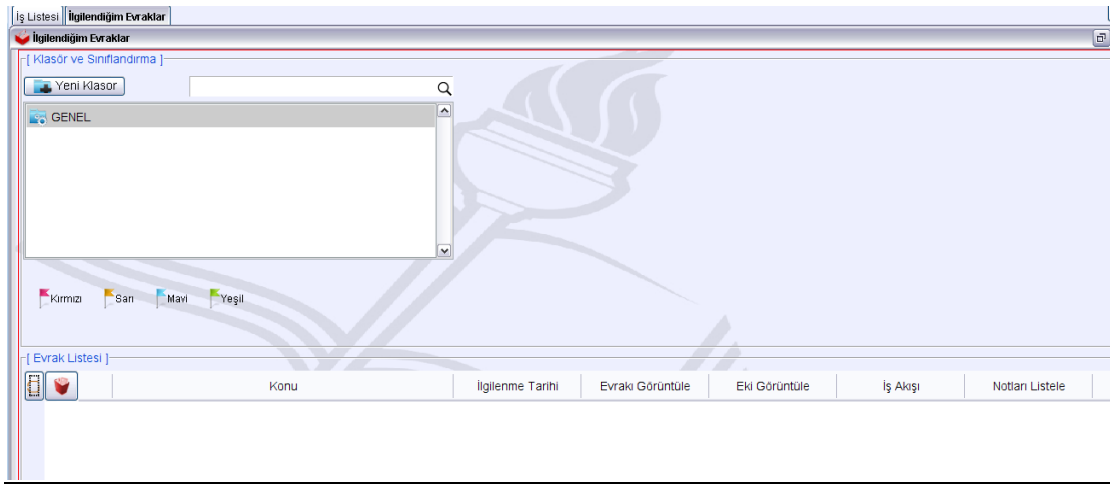 İş Listesi İlgilendiğim Evraklar
İlgilendiğim Evraklar
[ Klasör ve Sınıflandırma ]
Yeni Klasor
GENEL
Kırmızı Sarı Mavi Yeşil
[ Evrak Listesi ]
Konu İlgilenme Tarihi Evrakı Görüntüle Eki Görüntüle İş Akışı Notları Listele